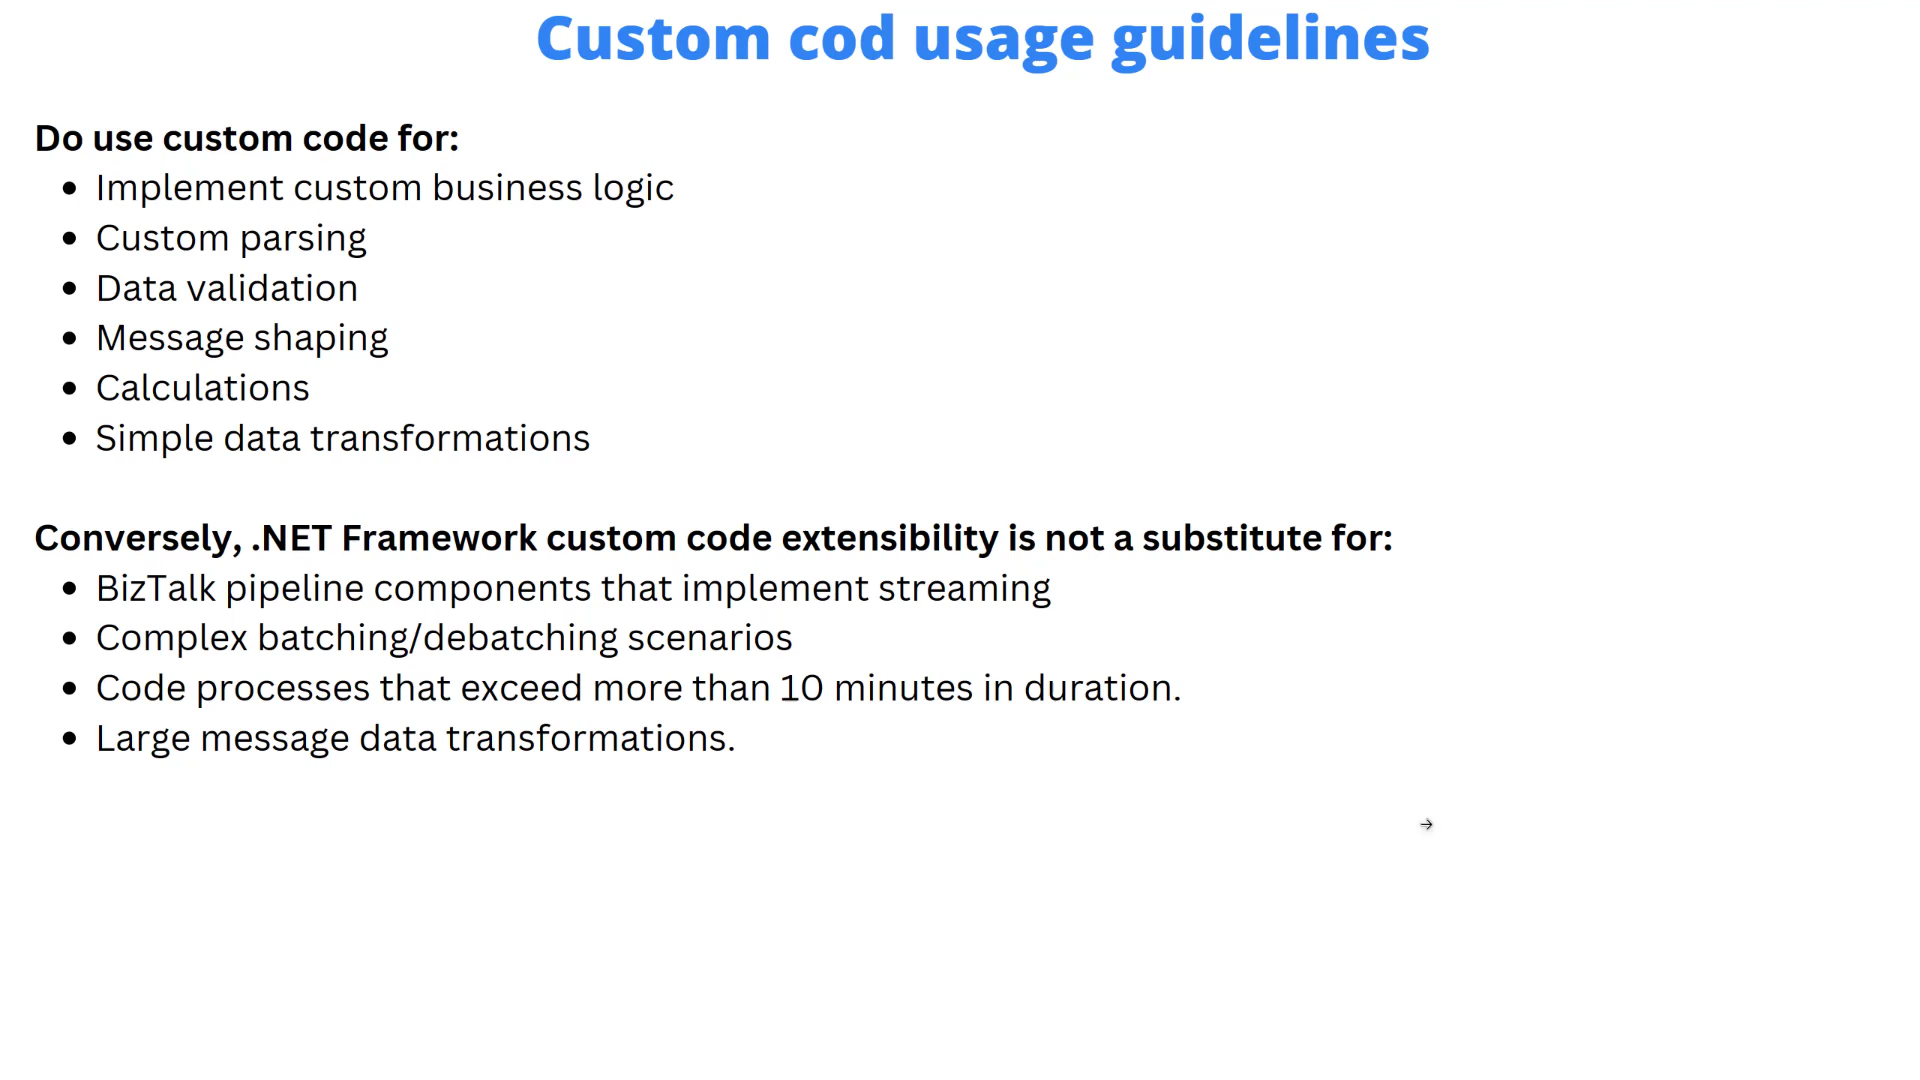 Custom cod usage guidelines
Do use custom code for:
• Implement custom business logic
• Custom parsing
• Data validation
• Message shaping
• Calculations
• Simple data transformations
Conversely, .NET Framework custom code extensibility is not a substitute for:
• BizTalk pipeline components that implement streaming
• Complex batching/debatching scenarios
• Code processes that exceed more than 10 minutes in duration.
• Large message data transformations.